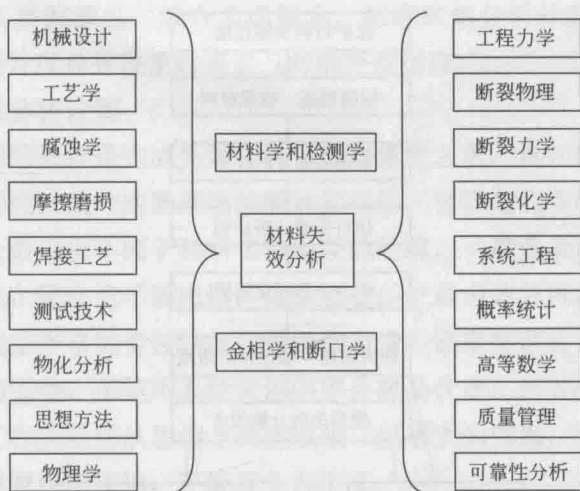 机械设计
工艺学
腐蚀学
摩擦磨损
焊接工艺
测试技术
物化分析
思想方法
物理学
材料学和检测学
材料失
效分析
金相学和断口学
工程力学
断裂物理
断裂力学
断裂化学
系统工程
概率统计
高等数学
质量管理
可靠性分析